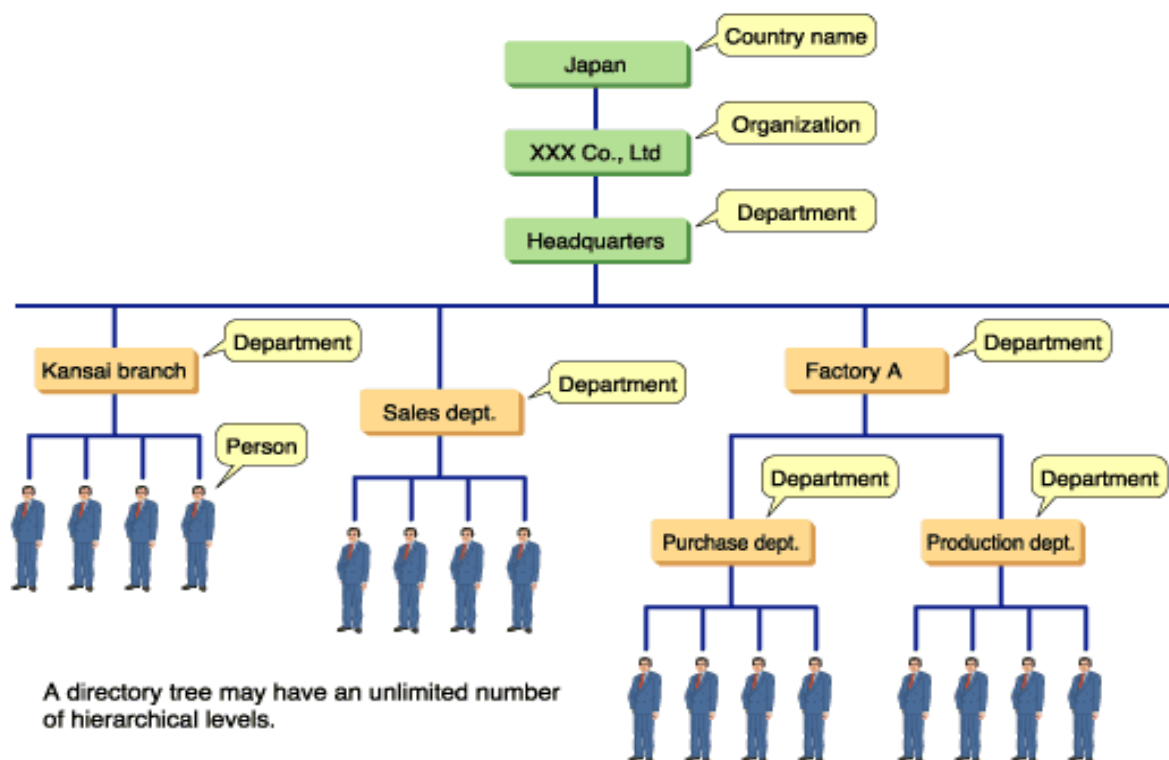 Country name
Japan
Organization
XXX Co., Ltd
Department
Headquarters
Department
Kansai branch
Department
Sales dept.
Department
Factory A
Person
Department
Purchase dept.
Department
Production dept.
A directory tree may have an unlimited number
of hierarchical levels.